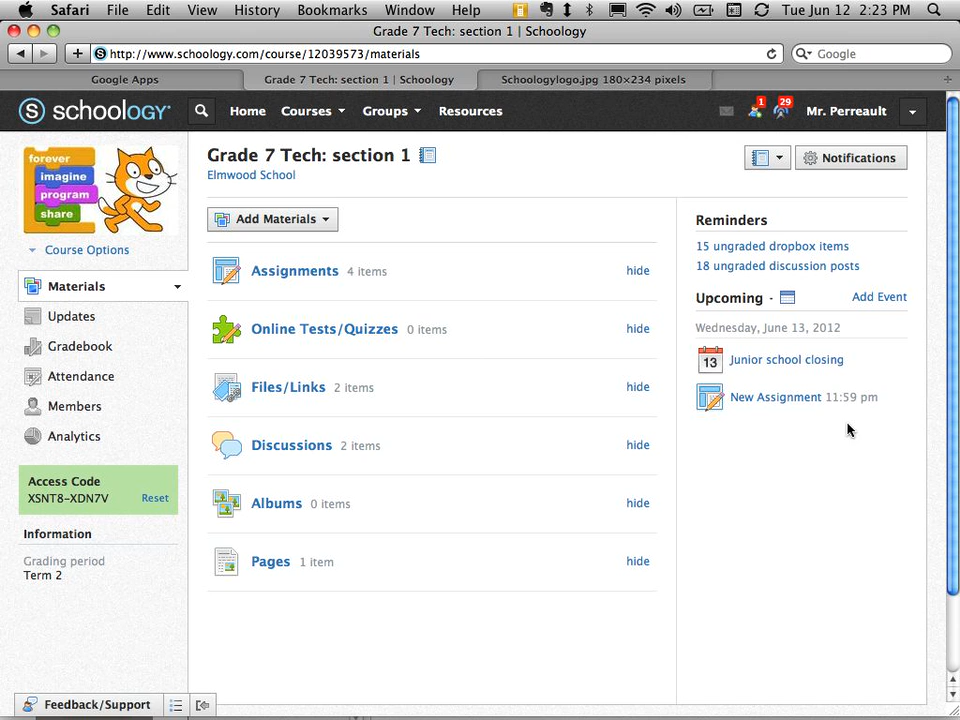 Safari File Edit View History Bookmarks Window Help Tue Jun 12 2:23 PM
Grade 7 Tech: section 1 | Schoology
http://www.schoology.com/course/12039573/materials
Google
Google Apps
Grade 7 Tech: section 1 | Schoology
Schoologylogo.jpg 180×234 pixels
S schoology
Home Courses Groups Resources
1 29
Mr. Perreault
forever
imagine
program
share
Course Options
Materials
Updates
Gradebook
Attendance
Members
Analytics
Access Code
XSNT8-XDN7V Reset
Information
Grading period
Term 2
Grade 7 Tech: section 1
Elmwood School
Notifications
Add Materials
Assignments 4 items hide
Online Tests/Quizzes 0 items hide
Files/Links 2 items hide
Discussions 2 items hide
Albums 0 items hide
Pages 1 item hide
Reminders
15 ungraded dropbox items
18 ungraded discussion posts
Upcoming · Add Event
Wednesday, June 13, 2012
13 Junior school closing
New Assignment 11:59 pm
Feedback/Support